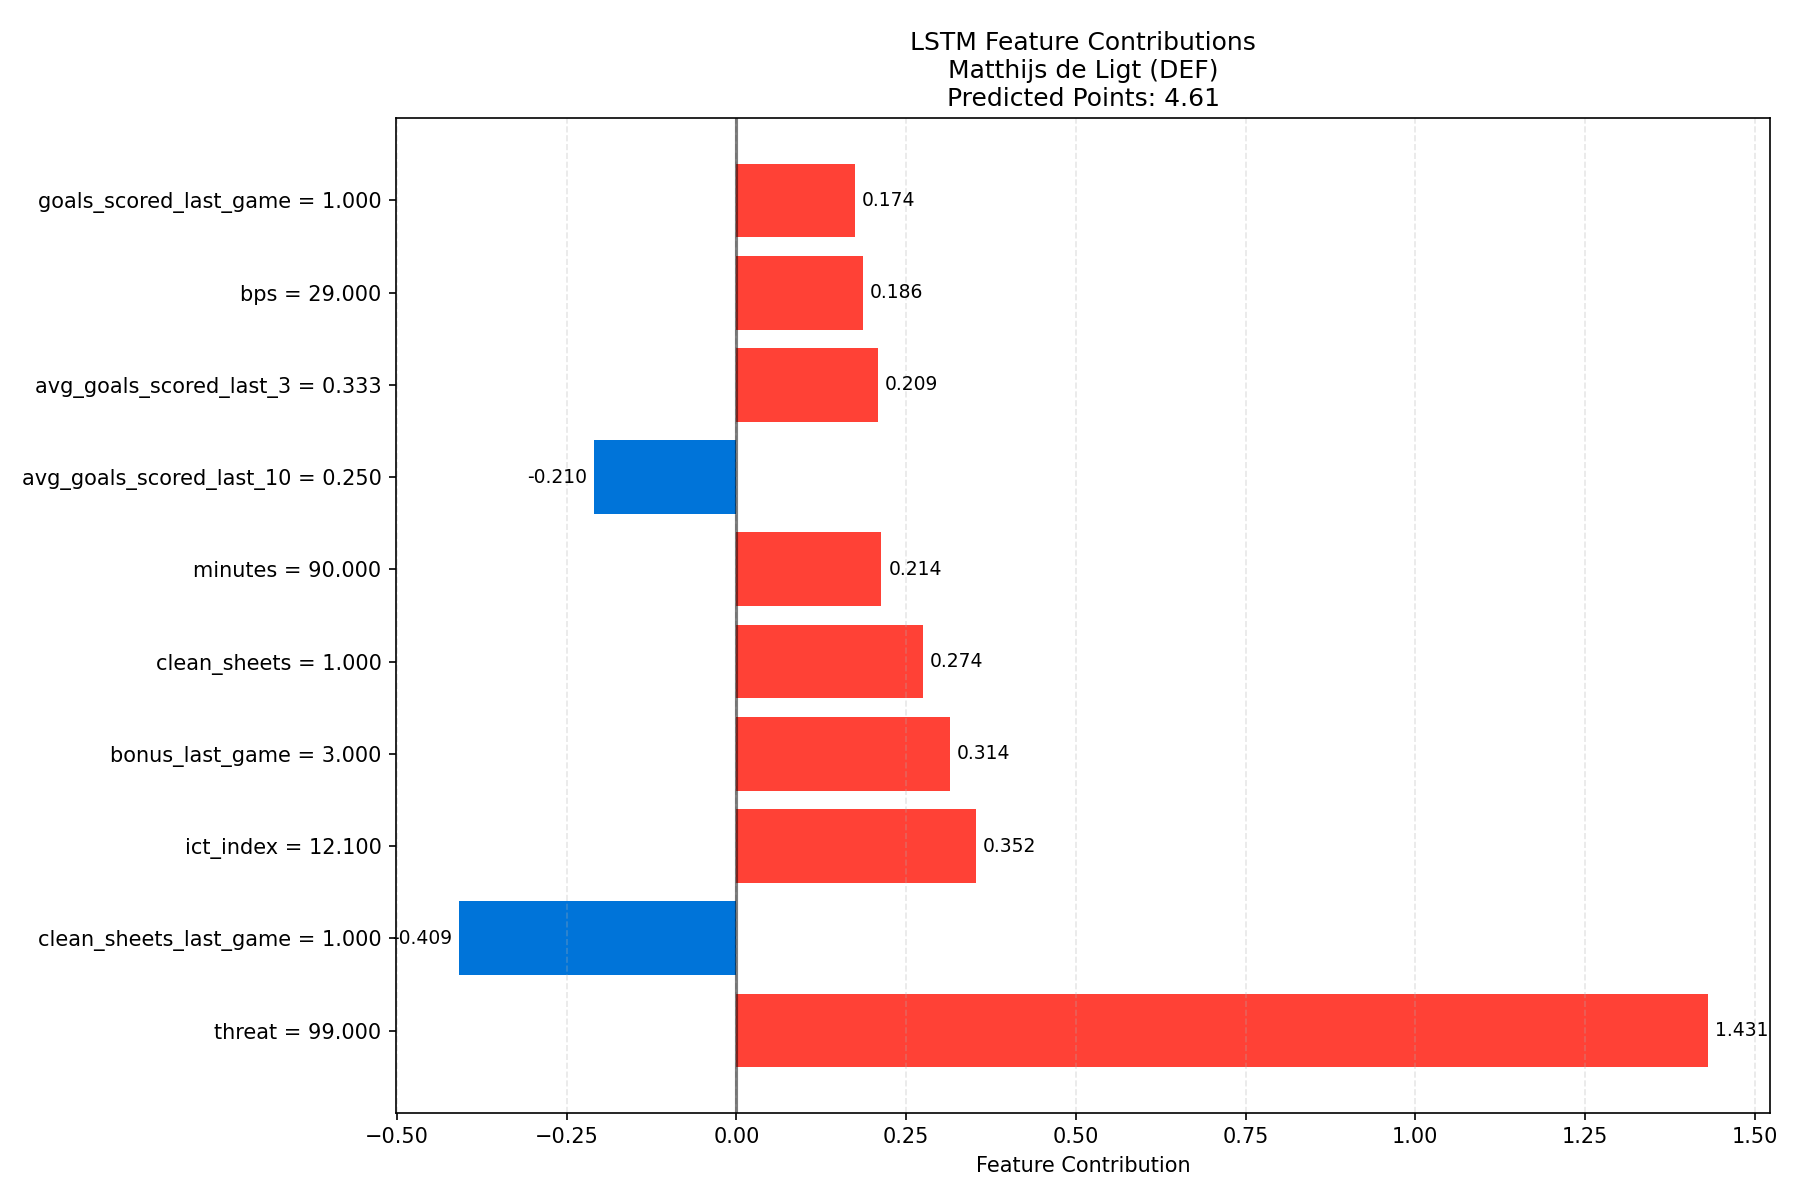 LSTM Feature Contributions
Matthijs de Ligt (DEF)
Predicted Points: 4.61
goals_scored_last_game = 1.000
0.174
bps = 29.000
0.186
avg_goals_scored_last_3 = 0.333
0.209
avg_goals_scored_last_10 = 0.250
-0.210
minutes = 90.000
0.214
clean_sheets = 1.000
0.274
bonus_last_game = 3.000
0.314
ict_index = 12.100
0.352
clean_sheets_last_game = 1.000
-0.409
threat = 99.000
1.431
−0.50 −0.25 0.00 0.25 0.50 0.75 1.00 1.25 1.50
Feature Contribution